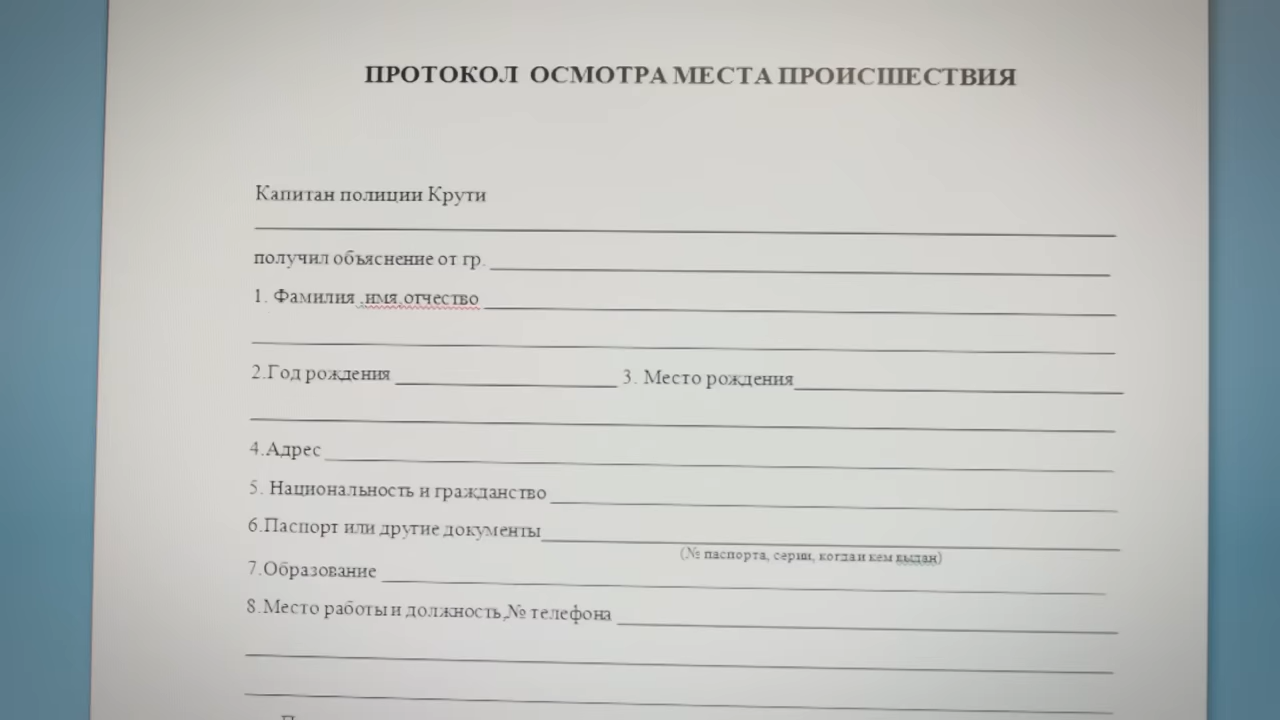 ПРОТОКОЛ ОСМОТРА МЕСТА ПРОИСШЕСТВИЯ
Капитан полиции Крути
получил объяснение от гр.
1. Фамилия ,имя,отчество
2.Год рождения 3. Место рождения
4.Адрес
5. Национальность и гражданство
6.Паспорт или другие документы
(№ паспорта, серии, когда и кем выдан)
7.Образование
8.Место работы и должность,№ телефона